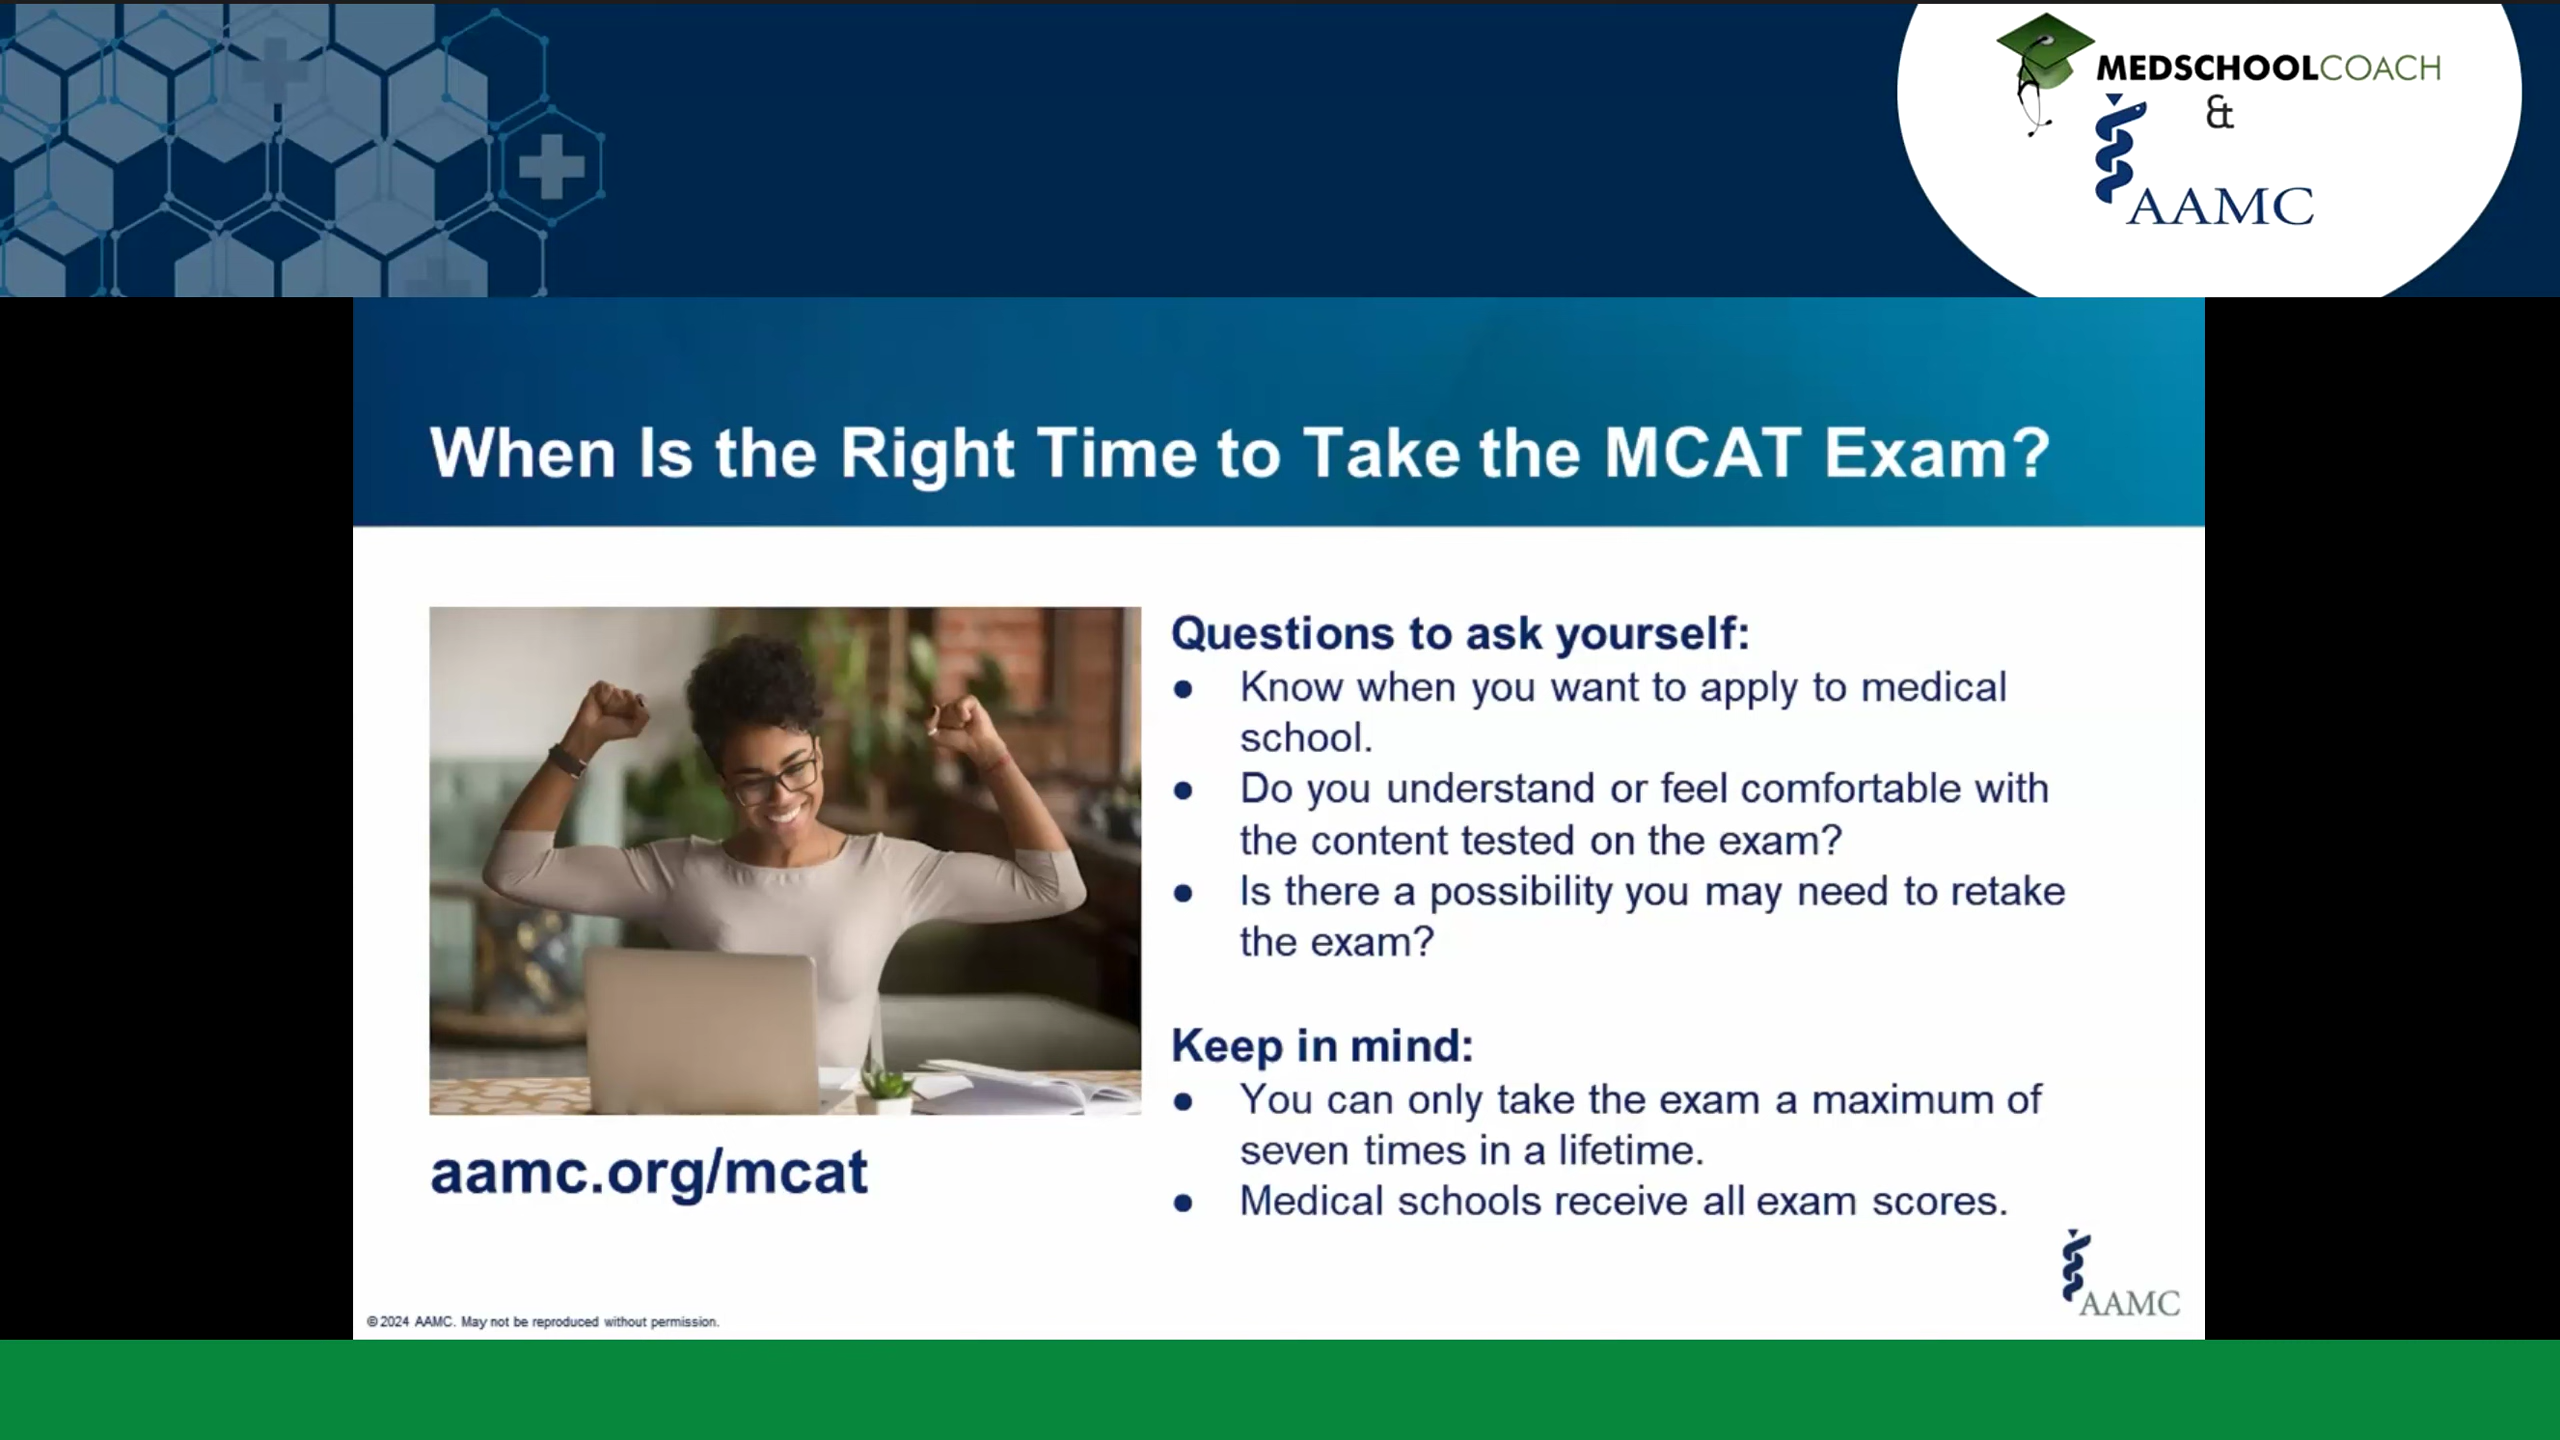 MEDSCHOOLCOACH
&
AAMC
When Is the Right Time to Take the MCAT Exam?
Questions to ask yourself:
● Know when you want to apply to medical
school.
● Do you understand or feel comfortable with
the content tested on the exam?
● Is there a possibility you may need to retake
the exam?
Keep in mind:
● You can only take the exam a maximum of
seven times in a lifetime.
● Medical schools receive all exam scores.
aamc.org/mcat
AAMC
© 2024 AAMC. May not be reproduced without permission.